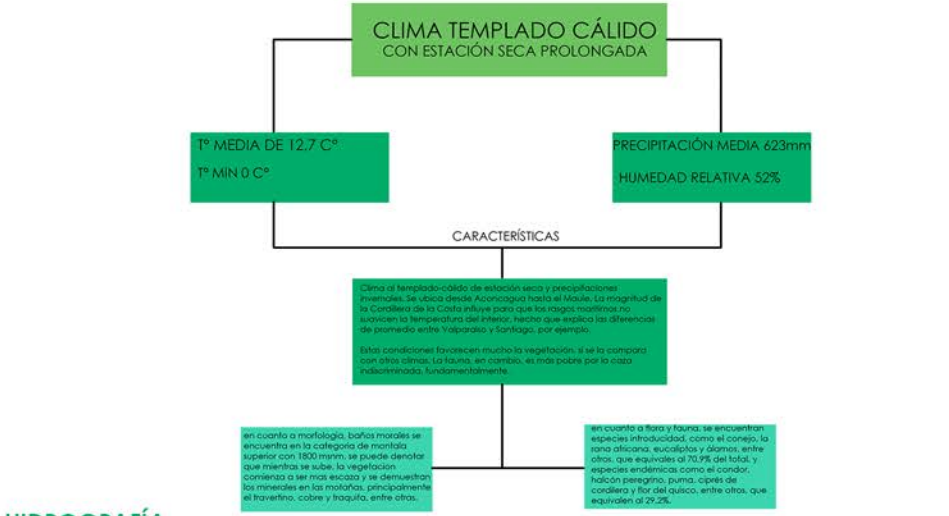 CLIMA TEMPLADO CÁLIDO
CON ESTACIÓN SECA PROLONGADA
Tº MEDIA DE 12,7 Cº
Tº MIN 0 Cº
PRECIPITACIÓN MEDIA 623mm
HUMEDAD RELATIVA 52%
CARACTERÍSTICAS
Clima al templado-cálido de estación seca y precipitaciones
invernales. Se ubica desde Aconcagua hasta el Maule. La magnitud de
la Cordillera de la Costa influye para que los rasgos marítimos no
suavicen la temperatura del interior, hecho que explica las diferencias
de promedio entre Valparaíso y Santiago, por ejemplo.
Estas condiciones favorecen mucho la vegetación, si se la compara
con otros climas. La fauna, en cambio, es más pobre por la caza
indiscriminada, fundamentalmente.
en cuanto a morfología, baños morales se
encuentra en la categoría de montala
superior con 1800 msnm, se puede denotar
que mientras se sube, la vegetacion
comienza a ser mas escaza y se demuestran
los minerales en las motañas, principalmente
el travertino, cobre y traquita, entre otras.
en cuanto a flora y fauna, se encuentran
especies introducidad, como el conejo, la
rana africana, eucaliptos y álamos, entre
otros, que equivales al 70,9% del total, y
especies endémicas como el condor,
halcón peregrino, puma, ciprés de
cordillera y flor del quisco, entre otros, que
equivalen al 29,2%.
HIDROGRAFÍA